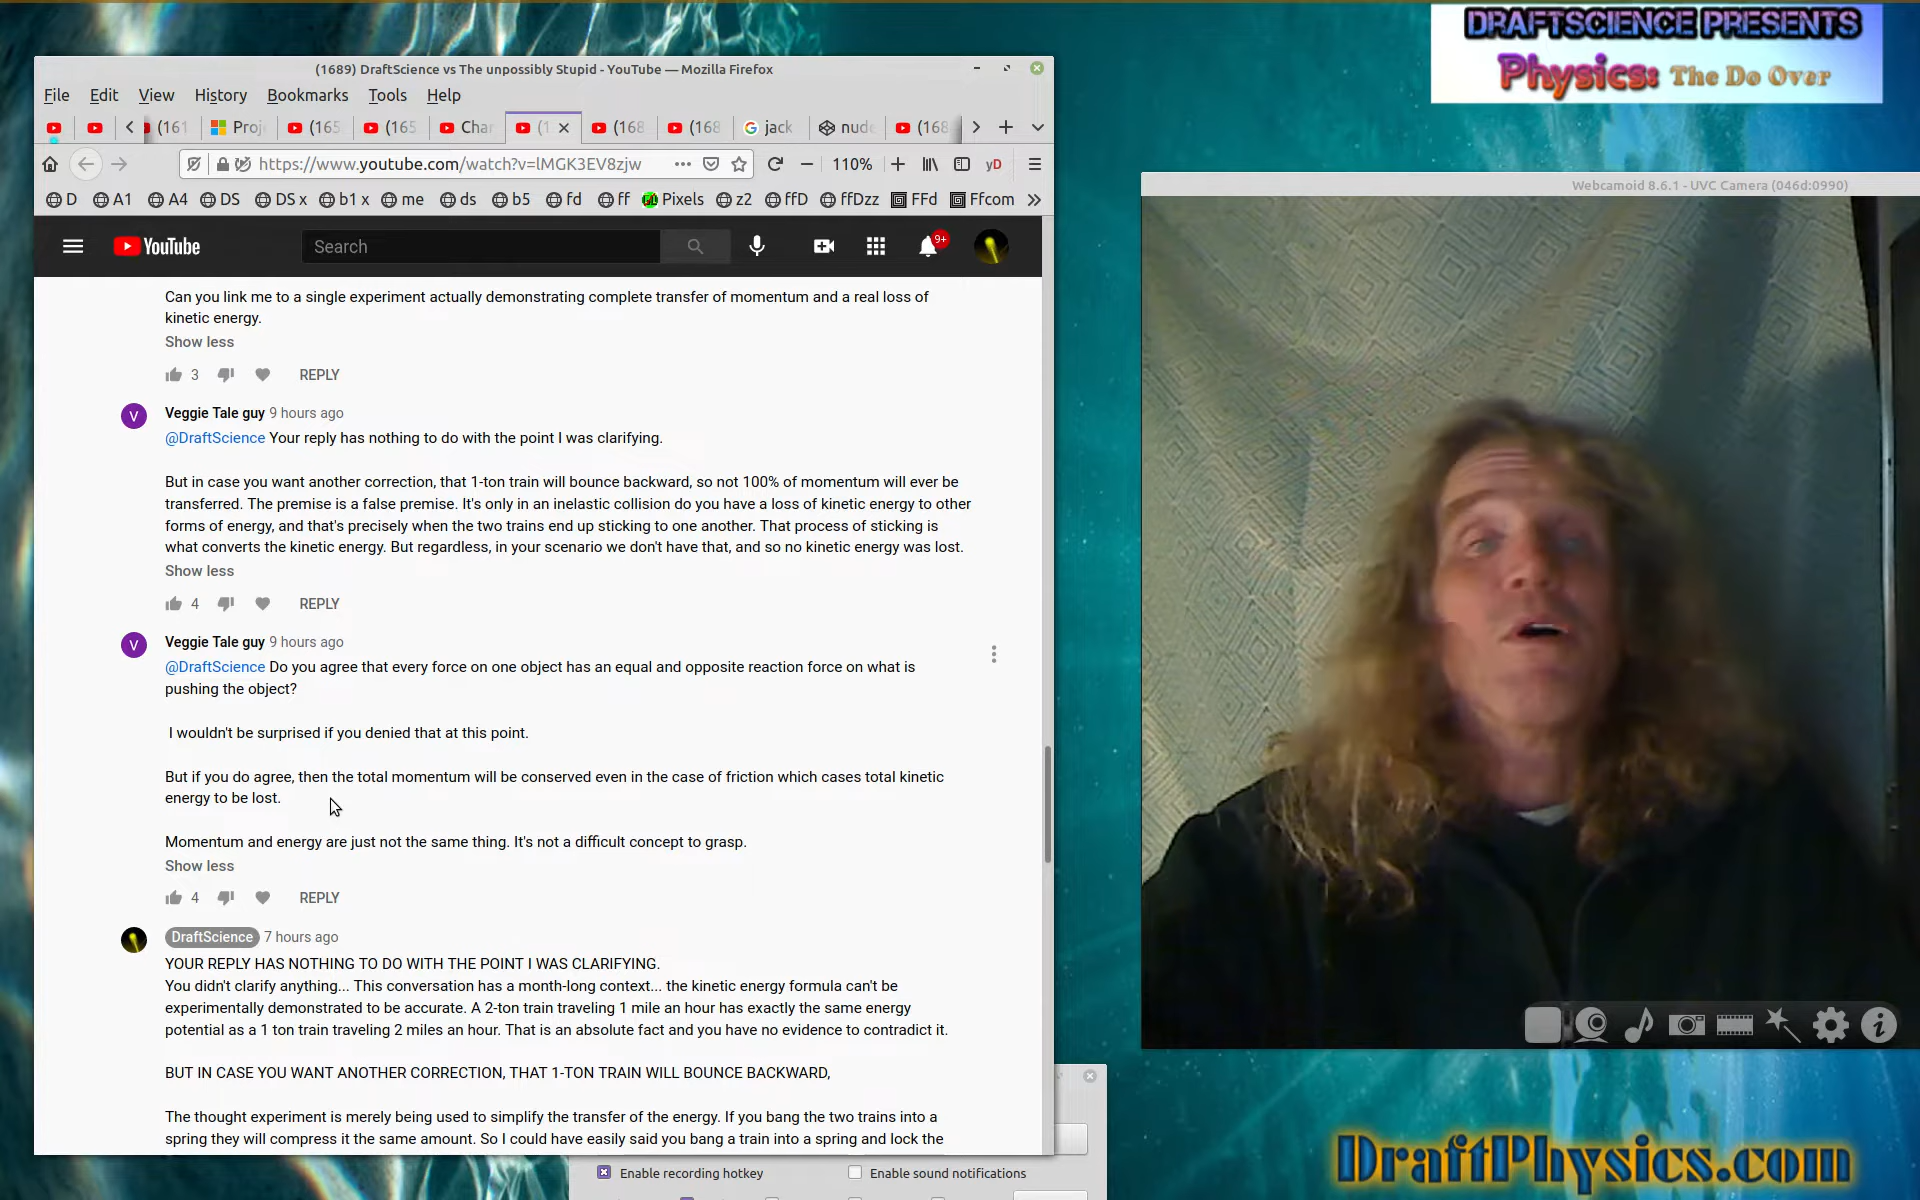 DRAFTSCIENCE PRESENTS
Physics: The Do Over
(1689) DraftScience vs The unpossibly Stupid - YouTube — Mozilla Firefox
File Edit View History Bookmarks Tools Help
(161 Proj (165 (165 Char (1 (168 (168 jack nude (168
https://www.youtube.com/watch?v=lMGK3EV8zjw 110% yD
D A1 A4 DS DS x b1 x me ds b5 fd ff Pixels z2 ffD ffDzz FFd Ffcom
Webcamoid 8.6.1 - UVC Camera (046d:0990)
YouTube Search 9+
Can you link me to a single experiment actually demonstrating complete transfer of momentum and a real loss of
kinetic energy.
Show less
3 REPLY
V Veggie Tale guy 9 hours ago
@DraftScience Your reply has nothing to do with the point I was clarifying.
But in case you want another correction, that 1-ton train will bounce backward, so not 100% of momentum will ever be
transferred. The premise is a false premise. It's only in an inelastic collision do you have a loss of kinetic energy to other
forms of energy, and that's precisely when the two trains end up sticking to one another. That process of sticking is
what converts the kinetic energy. But regardless, in your scenario we don't have that, and so no kinetic energy was lost.
Show less
4 REPLY
V Veggie Tale guy 9 hours ago
@DraftScience Do you agree that every force on one object has an equal and opposite reaction force on what is
pushing the object?
I wouldn't be surprised if you denied that at this point.
But if you do agree, then the total momentum will be conserved even in the case of friction which cases total kinetic
energy to be lost.
Momentum and energy are just not the same thing. It's not a difficult concept to grasp.
Show less
4 REPLY
DraftScience 7 hours ago
YOUR REPLY HAS NOTHING TO DO WITH THE POINT I WAS CLARIFYING.
You didn't clarify anything... This conversation has a month-long context... the kinetic energy formula can't be
experimentally demonstrated to be accurate. A 2-ton train traveling 1 mile an hour has exactly the same energy
potential as a 1 ton train traveling 2 miles an hour. That is an absolute fact and you have no evidence to contradict it.
BUT IN CASE YOU WANT ANOTHER CORRECTION, THAT 1-TON TRAIN WILL BOUNCE BACKWARD,
The thought experiment is merely being used to simplify the transfer of the energy. If you bang the two trains into a
spring they will compress it the same amount. So I could have easily said you bang a train into a spring and lock the
Enable recording hotkey Enable sound notifications
DraftPhysics.com